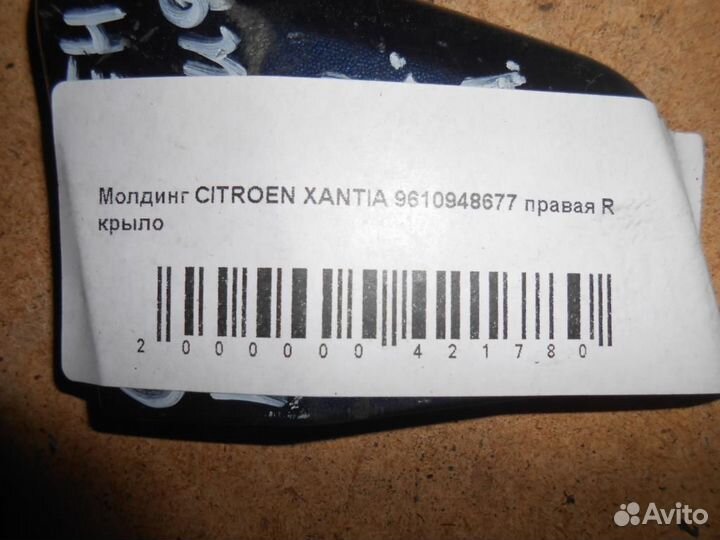 Молдинг CITROEN XANTIA 9610948677 правая R
крыло
2 000000 421780
Avito